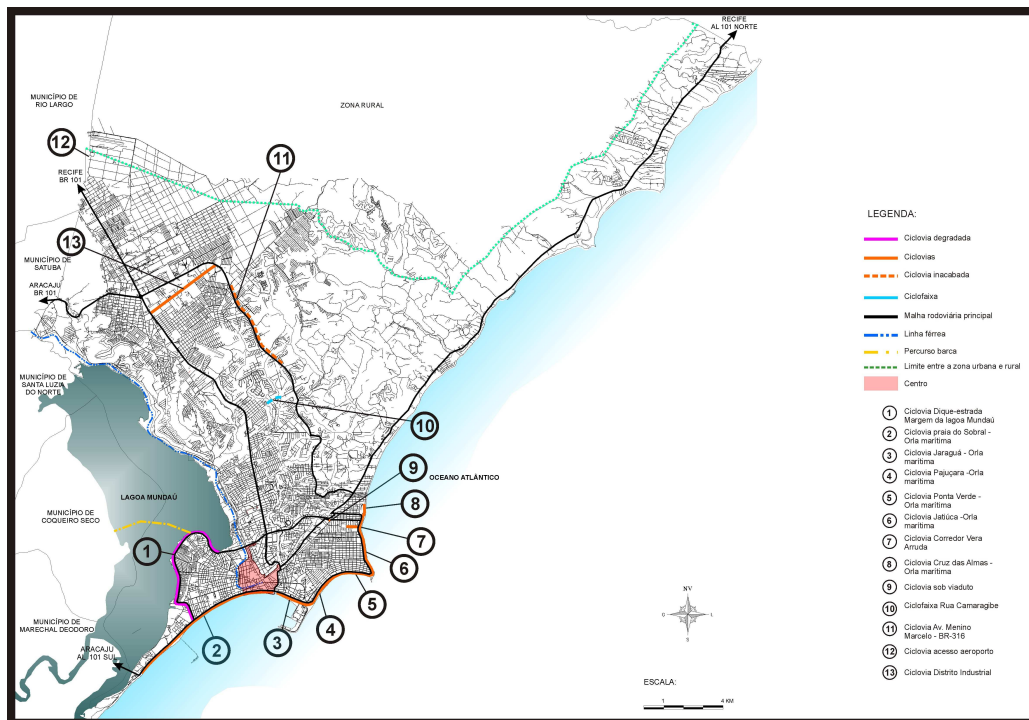 RECIFE
AL 101 NORTE
MUNICÍPIO DE
RIO LARGO
ZONA RURAL
12
11
RECIFE
BR 101
13
MUNICÍPIO DE
SATUBA
ARACAJU
BR 101
MUNICÍPIO DE
SANTA LUZIA
DO NORTE
10
9
OCEANO ATLÂNTICO
LAGOA MUNDAÚ
8
MUNICÍPIO DE
COQUEIRO SECO
7
1
6
5
MUNICÍPIO DE
MARECHAL DEODORO
4
3
2
ARACAJU
AL 101 SUL
LEGENDA:
Ciclovia degradada
Ciclovias
Ciclovia inacabada
Ciclofaixa
Malha rodoviária principal
Linha férrea
Percurso barca
Limite entre a zona urbana e rural
Centro
1 Ciclovia Dique-estrada
Margem da lagoa Mundaú
2 Ciclovia praia do Sobral -
Orla marítima
3 Ciclovia Jaraguá - Orla
marítima
4 Ciclovia Pajuçara -Orla
marítima
5 Ciclovia Ponta Verde -
Orla marítima
6 Ciclovia Jatiúca -Orla
marítima
7 Ciclovia Corredor Vera
Arruda
8 Ciclovia Cruz das Almas -
Orla marítima
9 Ciclovia sob viaduto
10 Ciclofaixa Rua Camaragibe
11 Ciclovia Av. Menino
Marcelo - BR-316
12 Ciclovia acesso aeroporto
13 Ciclovia Distrito Industrial
NV
O
L
S
ESCALA:
1
4 KM